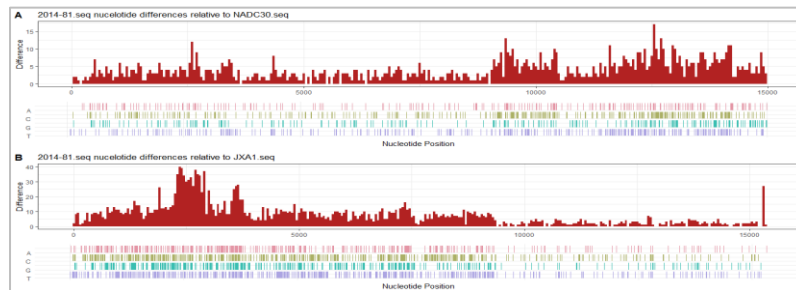 A 2014-81.seq nucelotide differences relative to NADC30.seq
15
10
5
0
Difference
0 5000 10000 15000
A
C
G
T
Nucleotide Position
B 2014-81.seq nucelotide differences relative to JXA1.seq
40
30
20
10
0
Difference
0 5000 10000 15000
A
C
G
T
Nucleotide Position